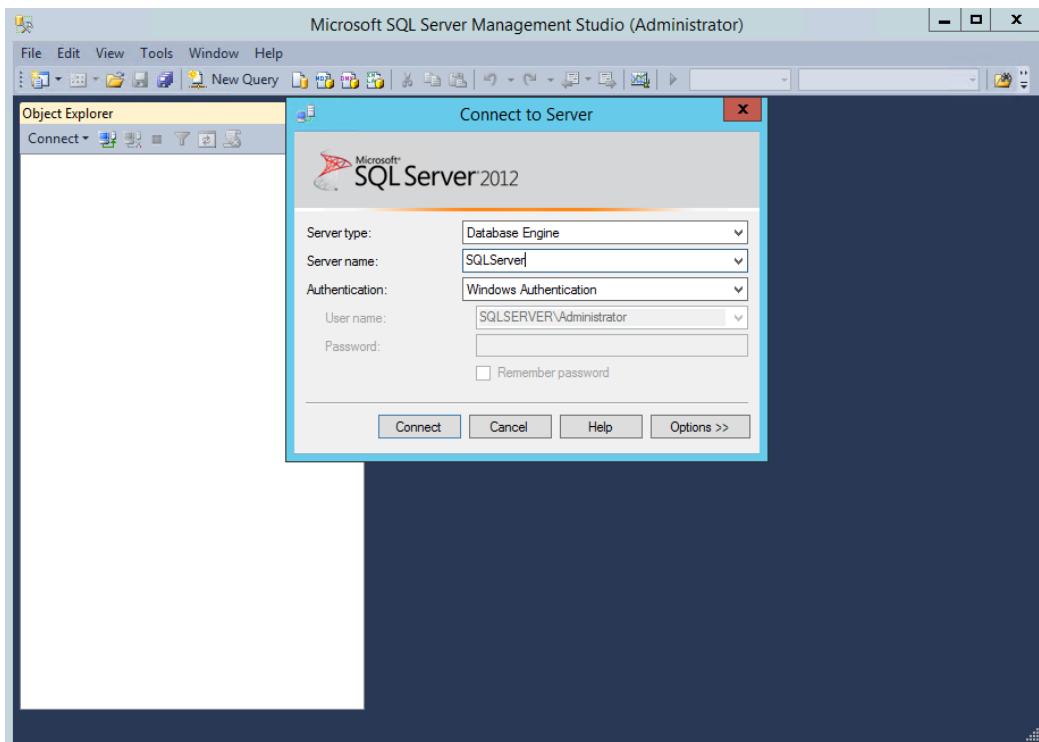 Microsoft SQL Server Management Studio (Administrator)
File Edit View Tools Window Help
New Query
Object Explorer
Connect
Connect to Server
Microsoft®
SQL Server® 2012
Server type: Database Engine
Server name: SQLServer
Authentication: Windows Authentication
User name: SQLSERVER\Administrator
Password:
Remember password
Connect Cancel Help Options >>